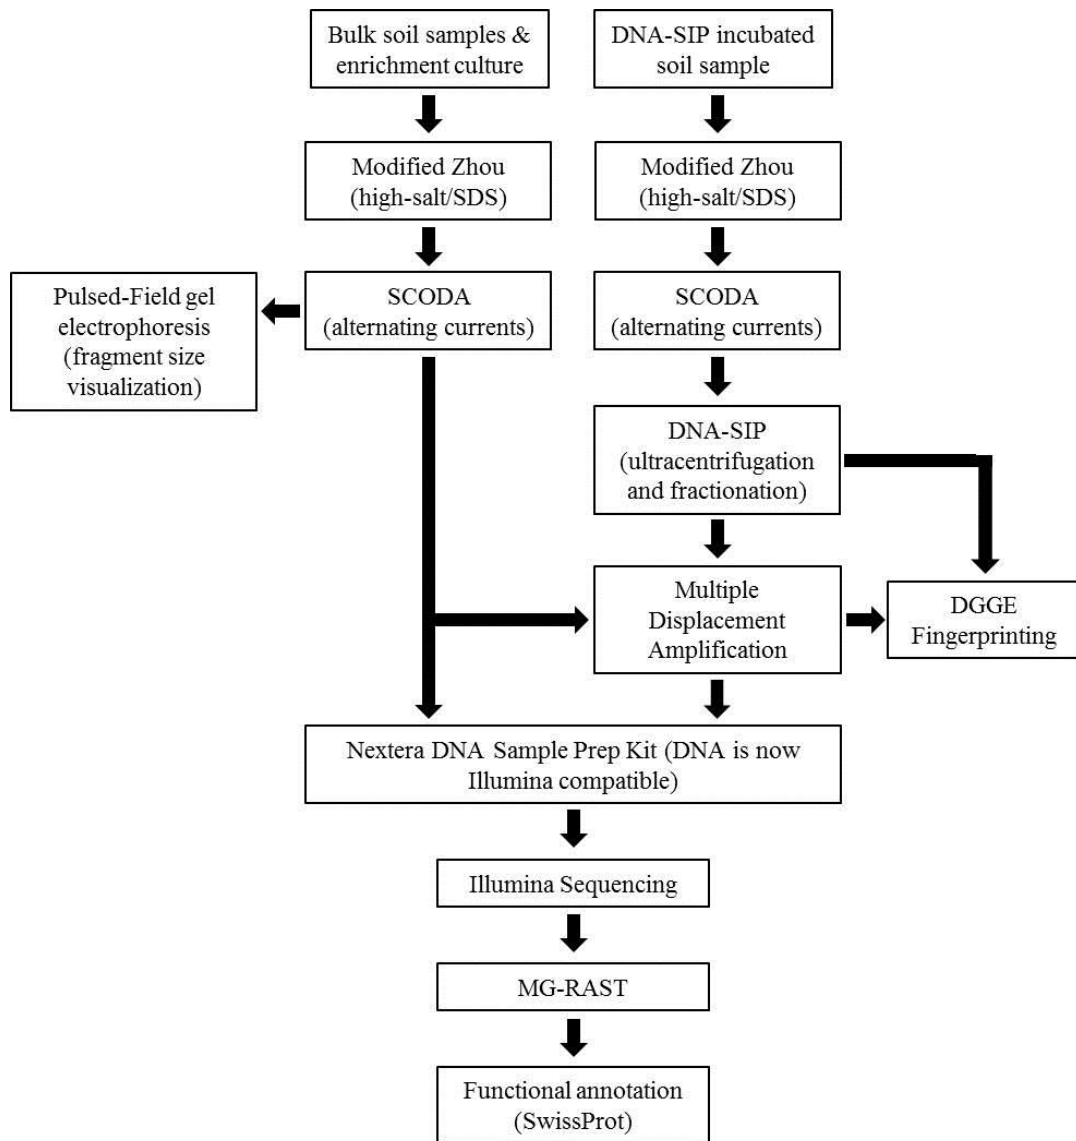 Bulk soil samples &
enrichment culture
DNA-SIP incubated
soil sample
Modified Zhou
(high-salt/SDS)
Modified Zhou
(high-salt/SDS)
Pulsed-Field gel
electrophoresis
(fragment size
visualization)
SCODA
(alternating currents)
SCODA
(alternating currents)
DNA-SIP
(ultracentrifugation
and fractionation)
Multiple
Displacement
Amplification
DGGE
Fingerprinting
Nextera DNA Sample Prep Kit (DNA is now
Illumina compatible)
Illumina Sequencing
MG-RAST
Functional annotation
(SwissProt)